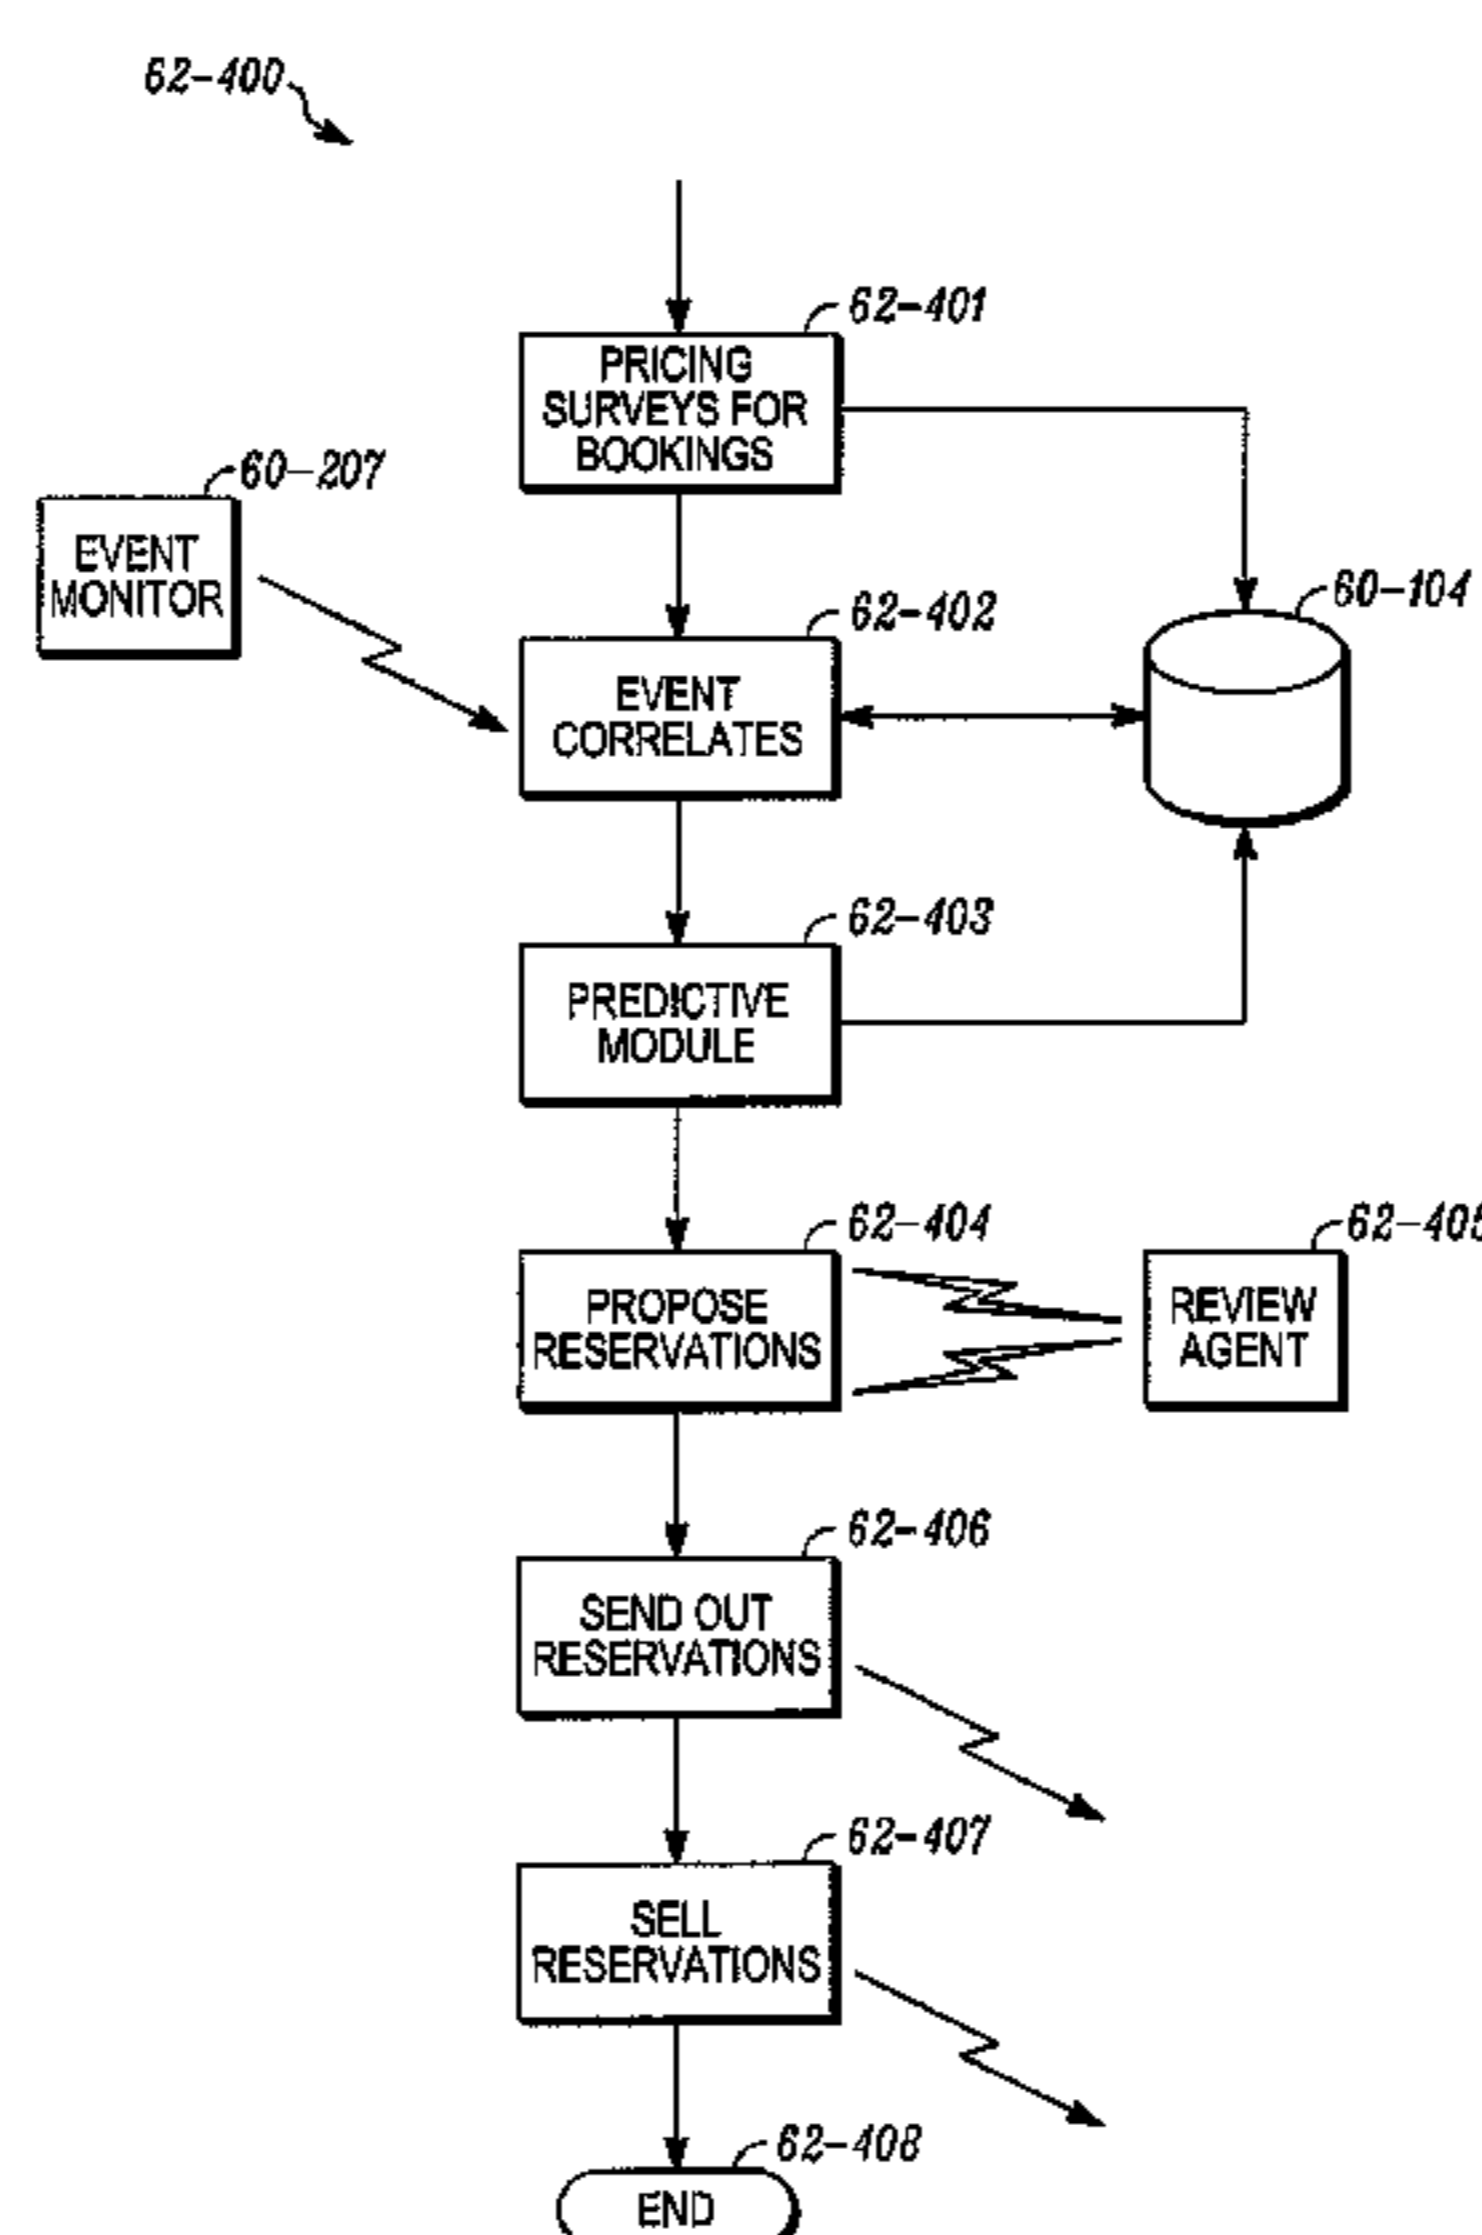 62-400
62-401
PRICING
SURVEYS FOR
BOOKINGS
60-207
EVENT
MONITOR
62-402
EVENT
CORRELATES
60-104
62-403
PREDICTIVE
MODULE
62-404
PROPOSE
RESERVATIONS
62-405
REVIEW
AGENT
62-406
SEND OUT
RESERVATIONS
62-407
SELL
RESERVATIONS
62-408
END